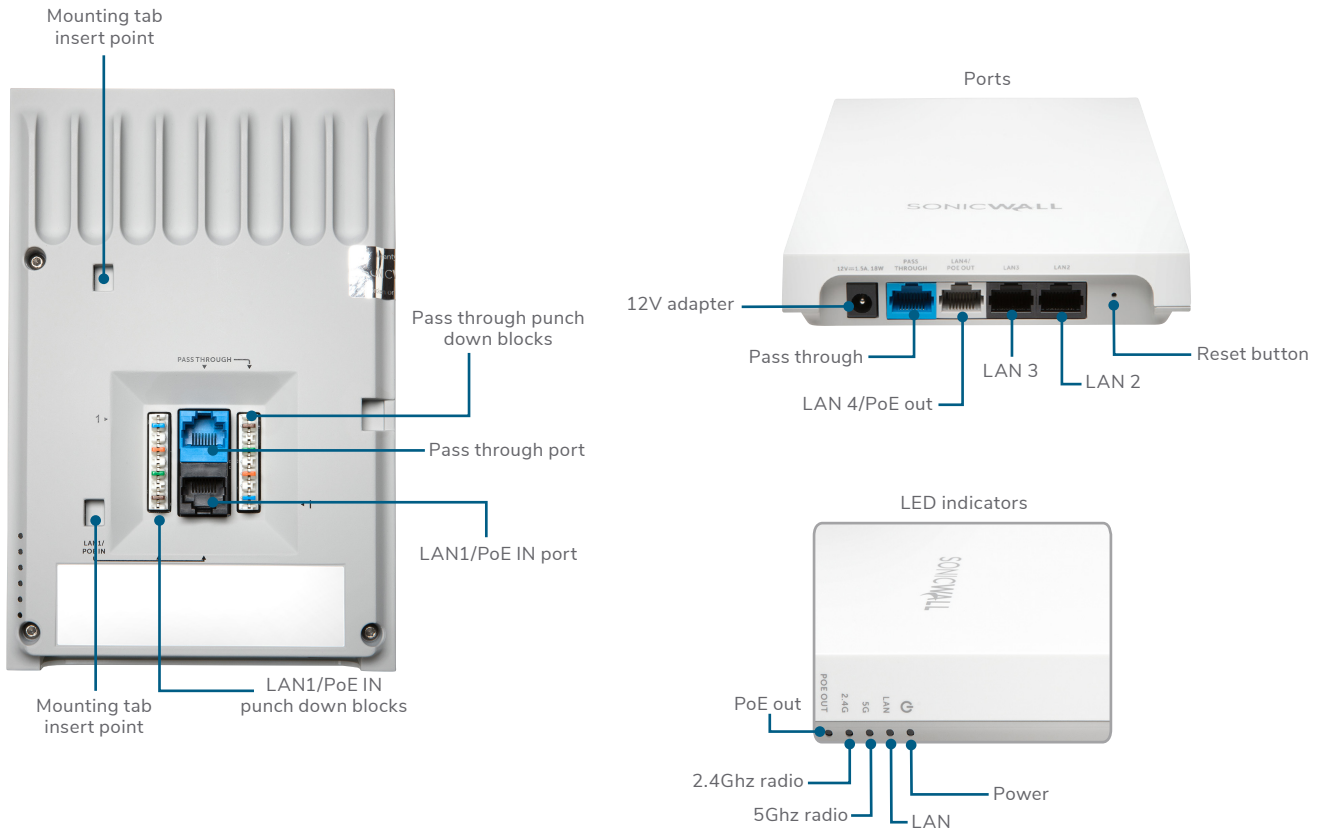 Mounting tab
insert point
PASS THROUGH
1
Pass through punch
down blocks
Pass through port
LAN1/PoE IN port
LAN1/
POE IN
LAN1/PoE IN
punch down blocks
Mounting tab
insert point
Ports
SONICWALL
12V 1.5A, 18W
PASS
THROUGH
LAN4/
POE OUT
LAN3
LAN2
12V adapter
Pass through
LAN 4/PoE out
LAN 3
LAN 2
Reset button
LED indicators
SONICWALL
POE OUT
2.4G
5G
LAN
PoE out
2.4Ghz radio
5Ghz radio
LAN
Power